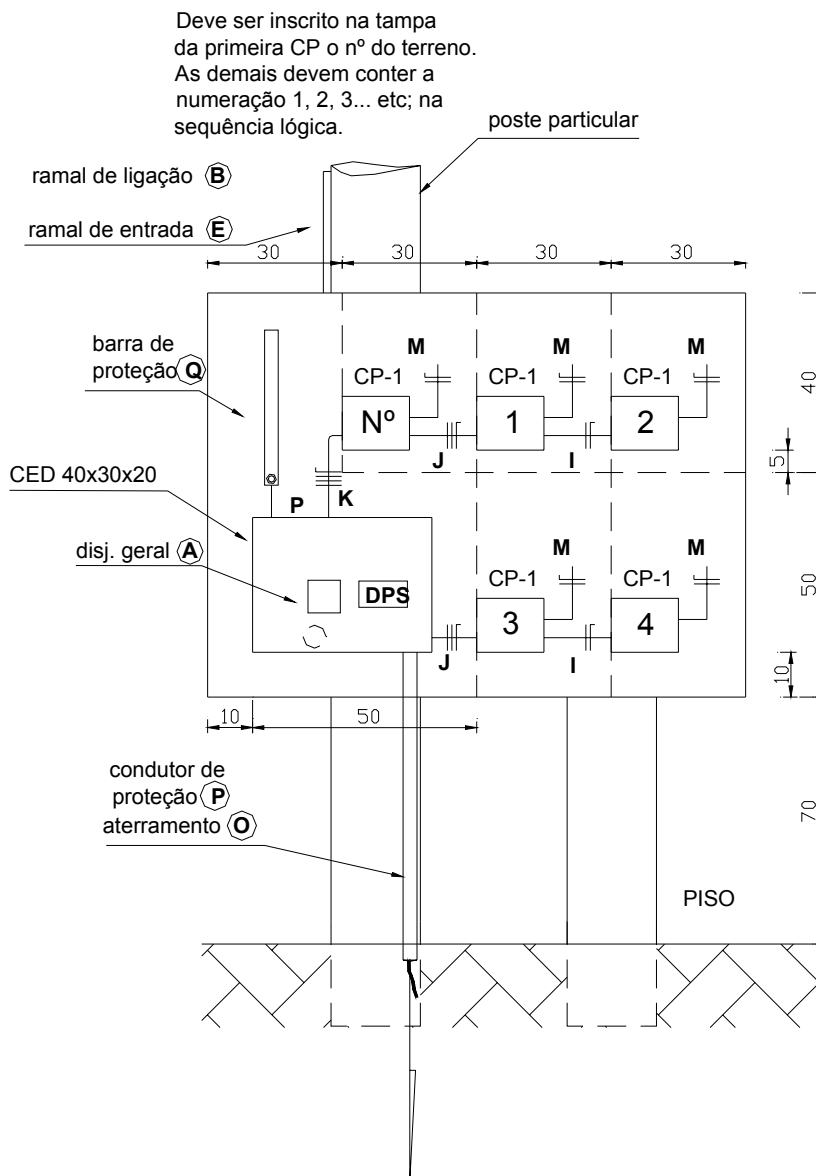 Deve ser inscrito na tampa
da primeira CP o nº do terreno.
As demais devem conter a
numeração 1, 2, 3... etc; na
sequência lógica.
poste particular
ramal de ligação B
ramal de entrada E
30 30 30 30
barra de
proteção Q
M M M
CP-1 CP-1 CP-1
40
Nº 1 2
J I
5
CED 40x30x20
P K
disj. geral A
DPS
M M
CP-1 CP-1
50
3 4
J I
10
10 50
condutor de
proteção P
aterramento O
70
PISO